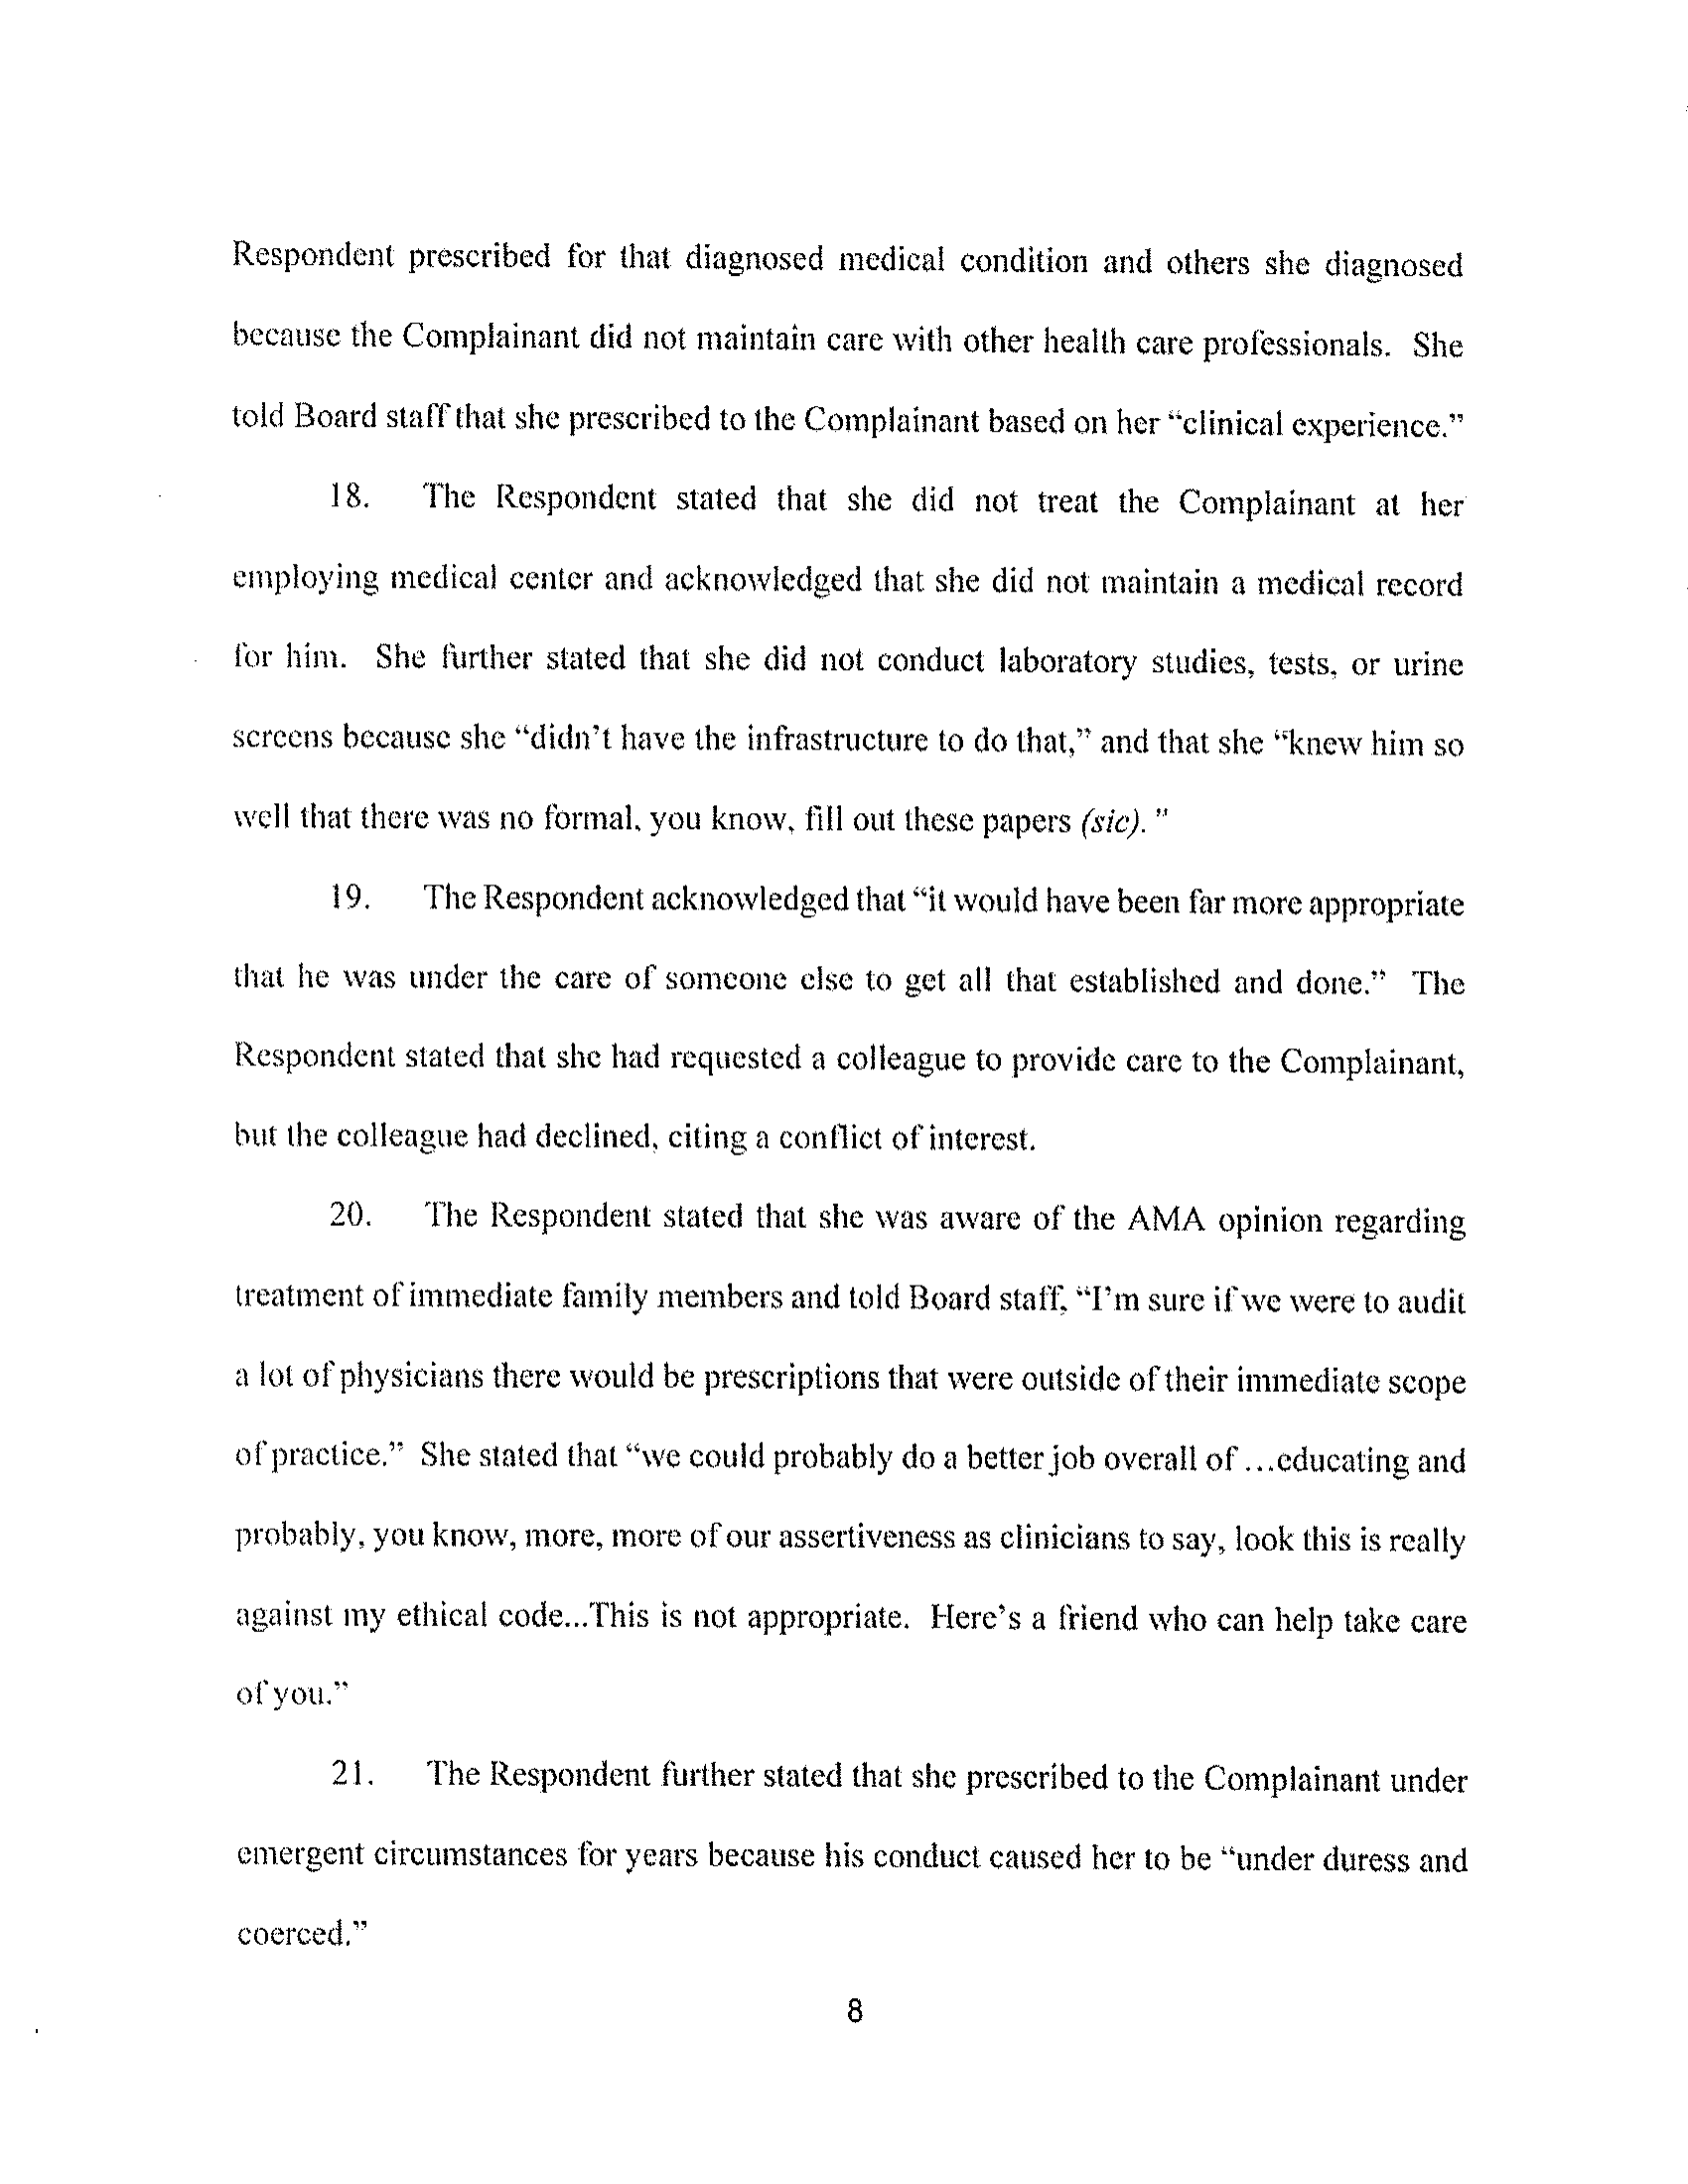 Respondent prescribed for that diagnosed medical condition and others she diagnosed
because the Complainant did not maintain care with other health care professionals. She
told Board staff that she prescribed to the Complainant based on her “clinical experience.”
18. The Respondent stated that she did not treat the Complainant at her
employing medical center and acknowledged that she did not maintain a medical record
for him. She further stated that she did not conduct laboratory studies, tests, or urine
screens because she “didn’t have the infrastructure to do that,” and that she “knew him so
well that there was no formal, you know, fill out these papers (sic). ”
19. The Respondent acknowledged that “it would have been far more appropriate
that he was under the care of someone else to get all that established and done.” The
Respondent stated that she had requested a colleague to provide care to the Complainant,
but the colleague had declined, citing a conflict of interest.
20. The Respondent stated that she was aware of the AMA opinion regarding
treatment of immediate family members and told Board staff, “I’m sure if we were to audit
a lot of physicians there would be prescriptions that were outside of their immediate scope
of practice.” She stated that “we could probably do a better job overall of …educating and
probably, you know, more, more of our assertiveness as clinicians to say, look this is really
against my ethical code...This is not appropriate. Here’s a friend who can help take care
of you.”
21. The Respondent further stated that she prescribed to the Complainant under
emergent circumstances for years because his conduct caused her to be “under duress and
coerced.”
8